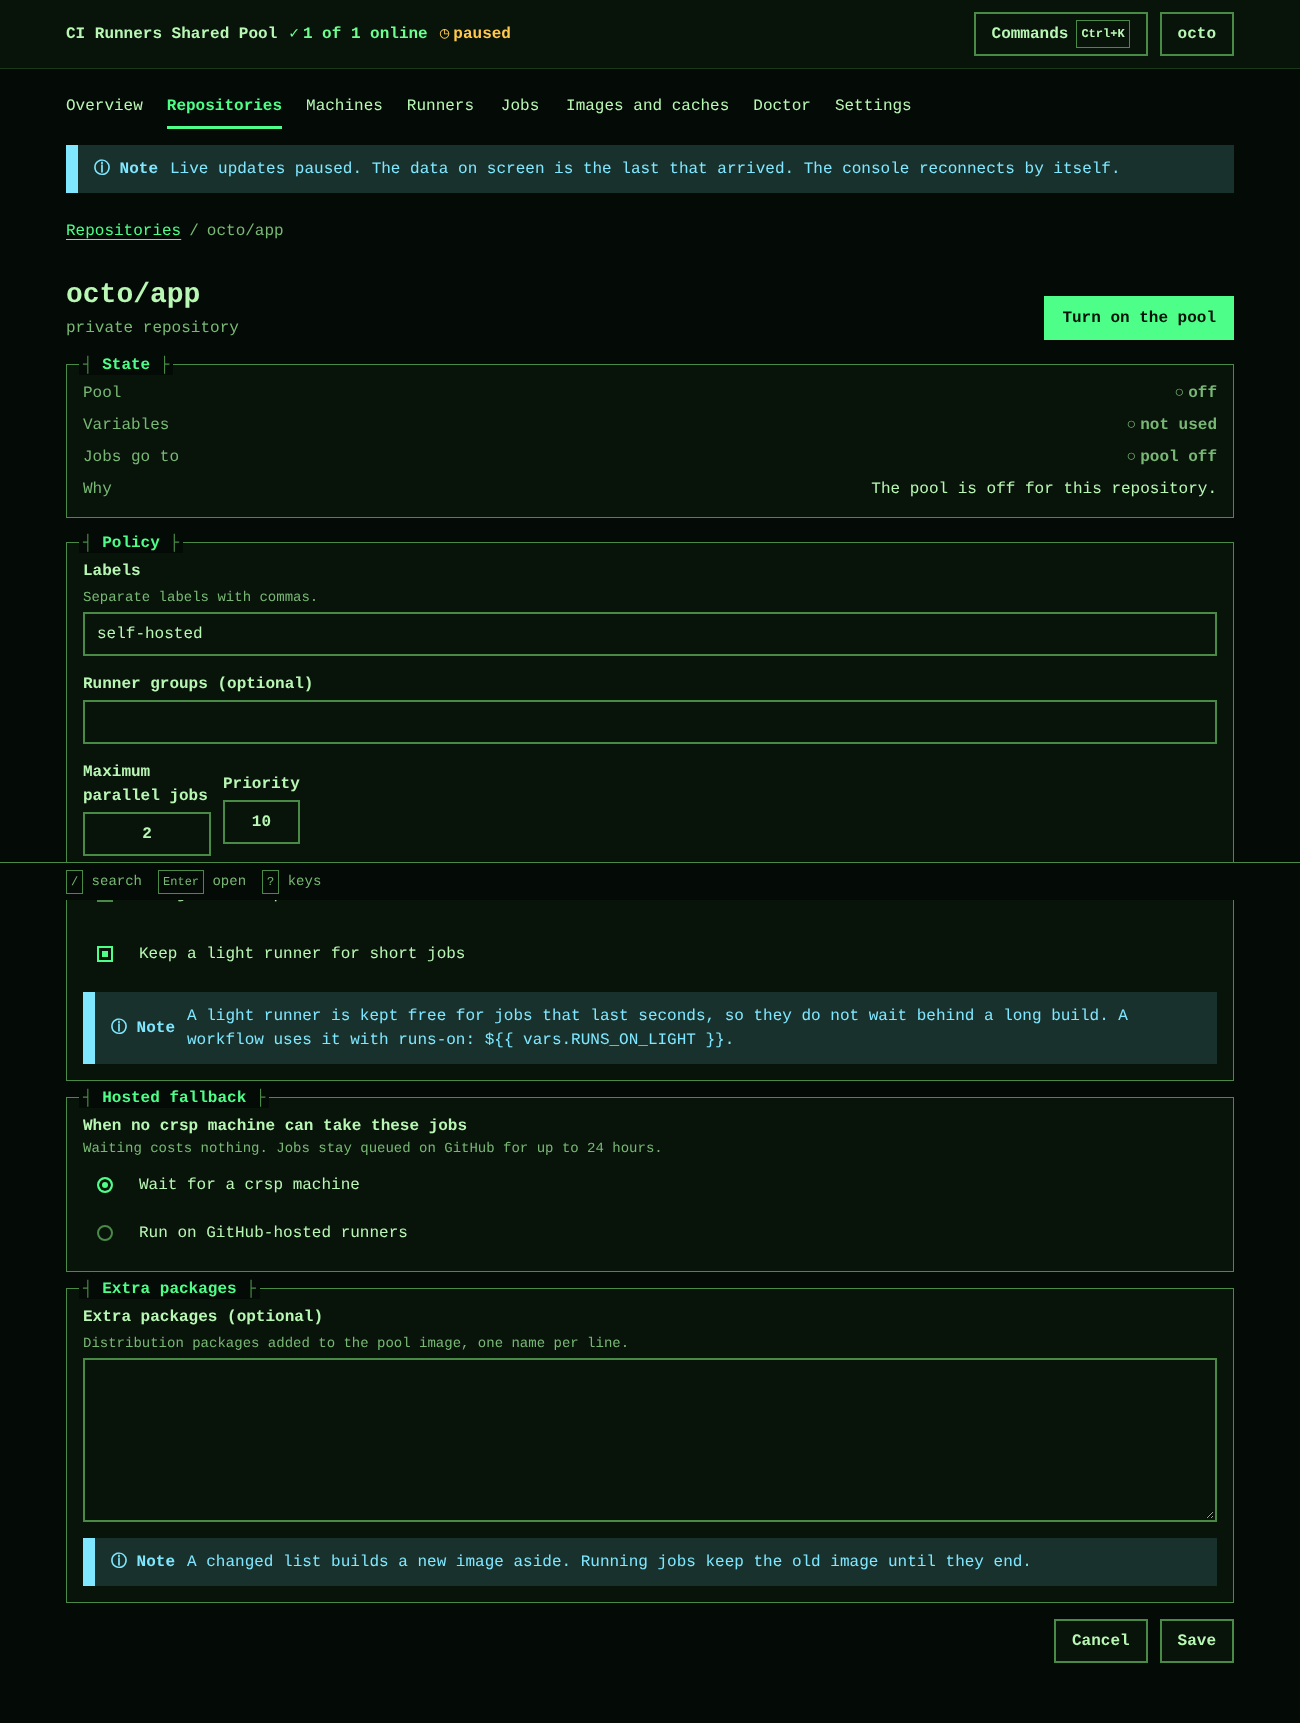 CI Runners Shared Pool ✓ 1 of 1 online ◷ paused
Commands Ctrl+K octo
Overview Repositories Machines Runners Jobs Images and caches Doctor Settings
ⓘ Note Live updates paused. The data on screen is the last that arrived. The console reconnects by itself.
Repositories / octo/app
octo/app
private repository
Turn on the pool
State
Pool ○ off
Variables ○ not used
Jobs go to ○ pool off
Why The pool is off for this repository.
Policy
Labels
Separate labels with commas.
self-hosted
Runner groups (optional)
Maximum
parallel jobs
Priority
2
10
/ search Enter open ? keys
Keep a light runner for short jobs
ⓘ Note A light runner is kept free for jobs that last seconds, so they do not wait behind a long build. A
workflow uses it with runs-on: ${{ vars.RUNS_ON_LIGHT }}.
Hosted fallback
When no crsp machine can take these jobs
Waiting costs nothing. Jobs stay queued on GitHub for up to 24 hours.
Wait for a crsp machine
Run on GitHub-hosted runners
Extra packages
Extra packages (optional)
Distribution packages added to the pool image, one name per line.
ⓘ Note A changed list builds a new image aside. Running jobs keep the old image until they end.
Cancel Save